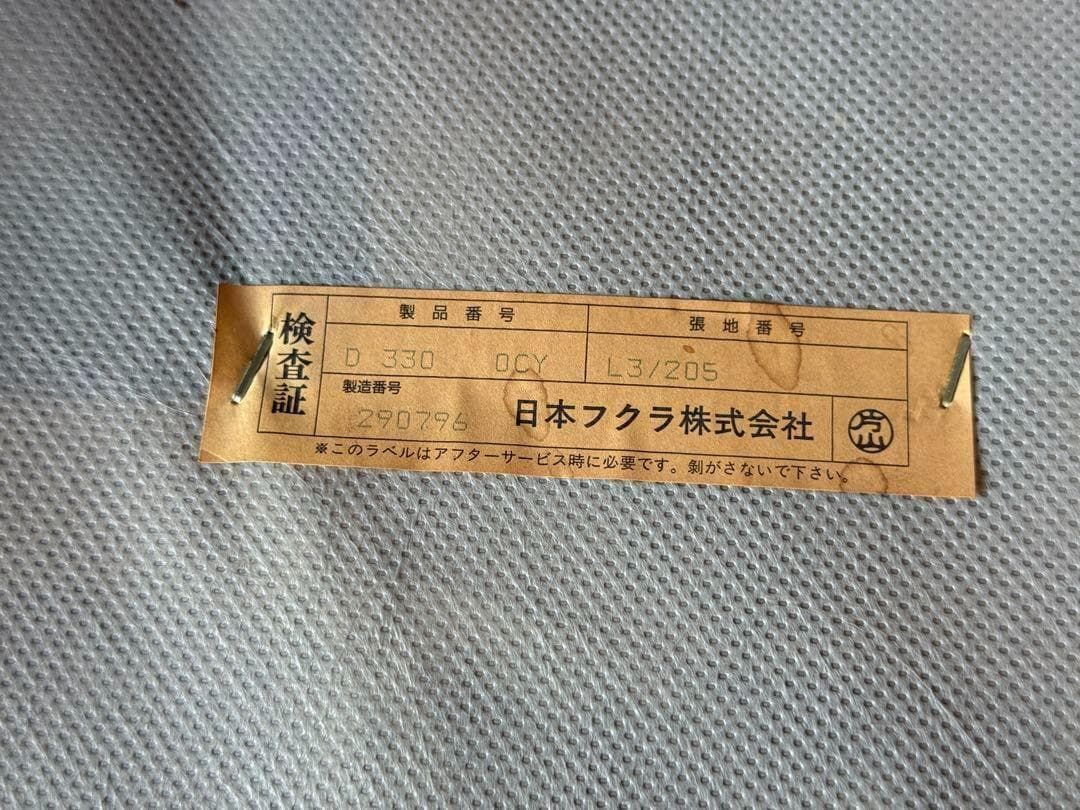 検査証
製品番号
張地番号
D 330 OCY
L3/205
製造番号
290796
日本フクラ株式会社
片山
※このラベルはアフターサービス時に必要です。剝がさないで下さい。